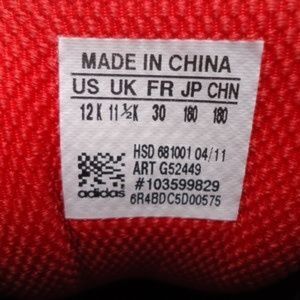 MADE IN CHINA
US UK FR JP CHN
12 K 11 ½K 30 180 180
HSD 681001 04/11
ART G52449
#103599829
adidas
6R4BDC5D00575